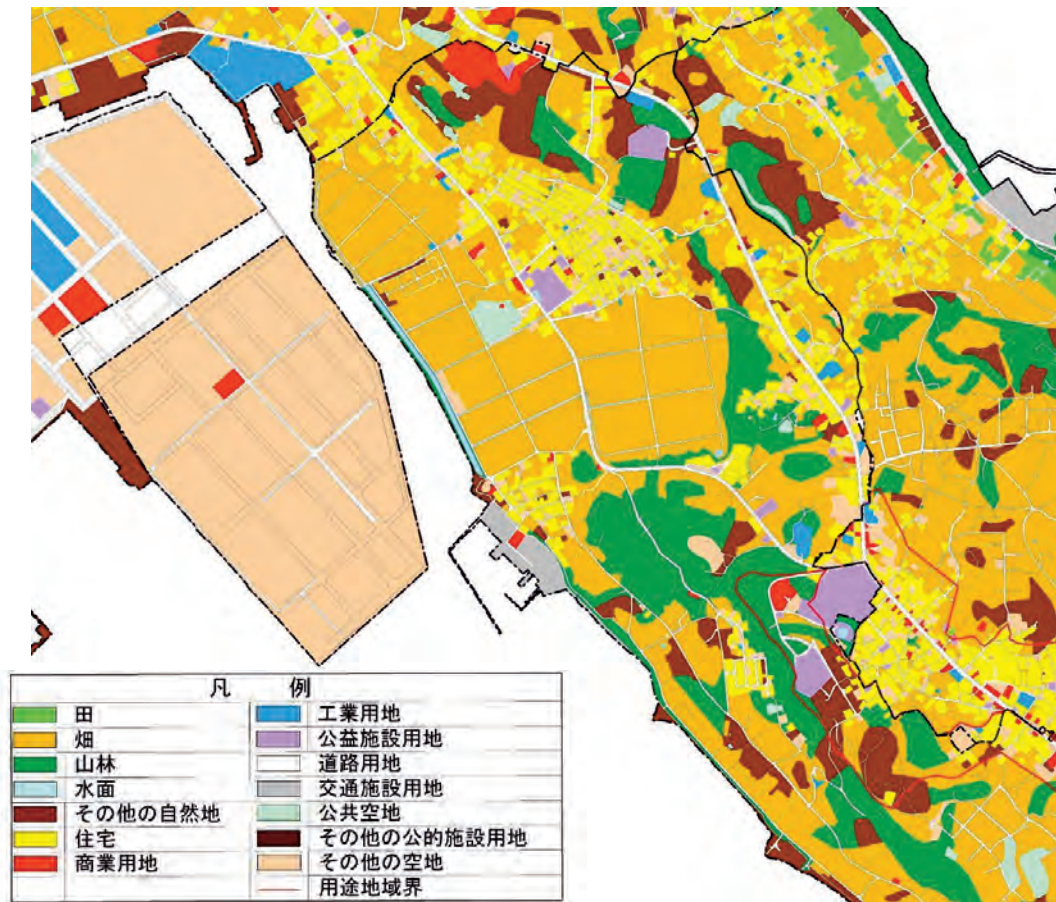 凡 例
田
畑
山林
水面
その他の自然地
住宅
商業用地
工業用地
公益施設用地
道路用地
交通施設用地
公共空地
その他の公的施設用地
その他の空地
用途地域界